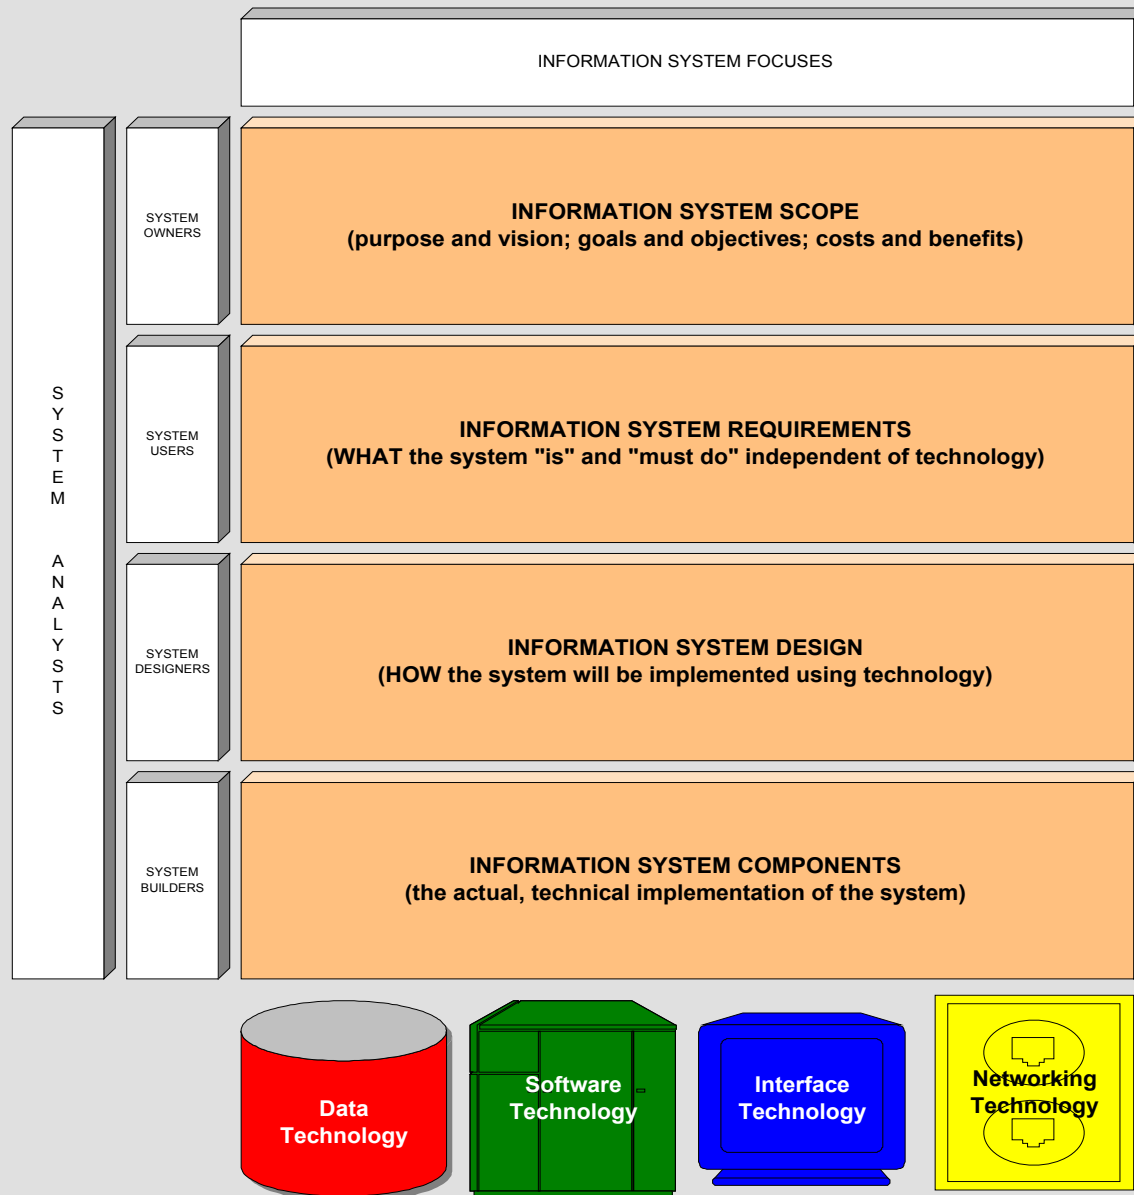 INFORMATION SYSTEM FOCUSES
SYSTEM ANALYSTS
SYSTEM
OWNERS
INFORMATION SYSTEM SCOPE
(purpose and vision; goals and objectives; costs and benefits)
SYSTEM
USERS
INFORMATION SYSTEM REQUIREMENTS
(WHAT the system "is" and "must do" independent of technology)
SYSTEM
DESIGNERS
INFORMATION SYSTEM DESIGN
(HOW the system will be implemented using technology)
SYSTEM
BUILDERS
INFORMATION SYSTEM COMPONENTS
(the actual, technical implementation of the system)
Data
Technology
Software
Technology
Interface
Technology
Networking
Technology